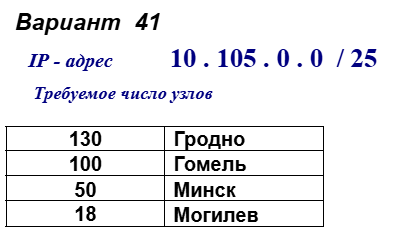 Вариант 41
IP - адрес 10 . 105 . 0 . 0 / 25
Требуемое число узлов
130 Гродно
100 Гомель
50 Минск
18 Могилев